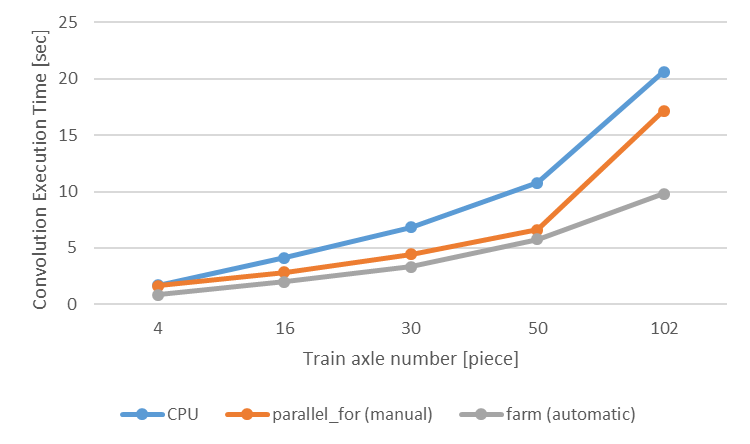 Convolution Execution Time [sec]
25
20
15
10
5
0
4 16 30 50 102
Train axle number [piece]
CPU parallel_for (manual) farm (automatic)